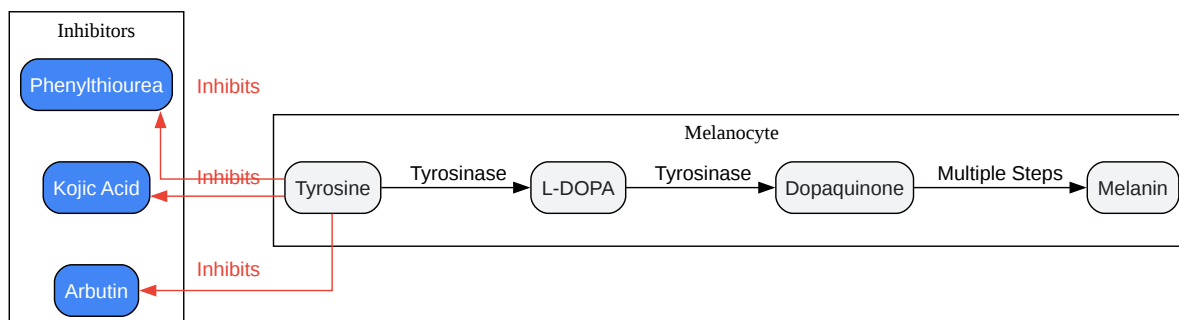 Inhibitors
Phenylthiourea
Inhibits
Melanocyte
Kojic Acid
Inhibits
Tyrosine
Tyrosinase
L-DOPA
Tyrosinase
Dopaquinone
Multiple Steps
Melanin
Arbutin
Inhibits